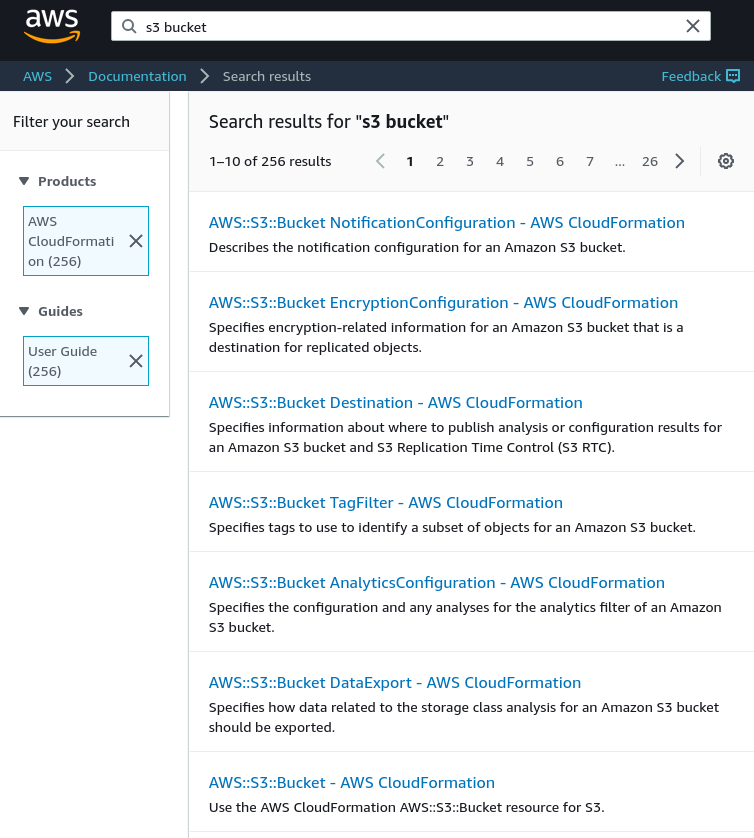 aws
s3 bucket
AWS > Documentation > Search results
Feedback
Filter your search
Products
AWS
CloudFormati
on (256)
Guides
User Guide
(256)
Search results for "s3 bucket"
1–10 of 256 results
1 2 3 4 5 6 7 ... 26
AWS::S3::Bucket NotificationConfiguration - AWS CloudFormation
Describes the notification configuration for an Amazon S3 bucket.
AWS::S3::Bucket EncryptionConfiguration - AWS CloudFormation
Specifies encryption-related information for an Amazon S3 bucket that is a
destination for replicated objects.
AWS::S3::Bucket Destination - AWS CloudFormation
Specifies information about where to publish analysis or configuration results for
an Amazon S3 bucket and S3 Replication Time Control (S3 RTC).
AWS::S3::Bucket TagFilter - AWS CloudFormation
Specifies tags to use to identify a subset of objects for an Amazon S3 bucket.
AWS::S3::Bucket AnalyticsConfiguration - AWS CloudFormation
Specifies the configuration and any analyses for the analytics filter of an Amazon
S3 bucket.
AWS::S3::Bucket DataExport - AWS CloudFormation
Specifies how data related to the storage class analysis for an Amazon S3 bucket
should be exported.
AWS::S3::Bucket - AWS CloudFormation
Use the AWS CloudFormation AWS::S3::Bucket resource for S3.